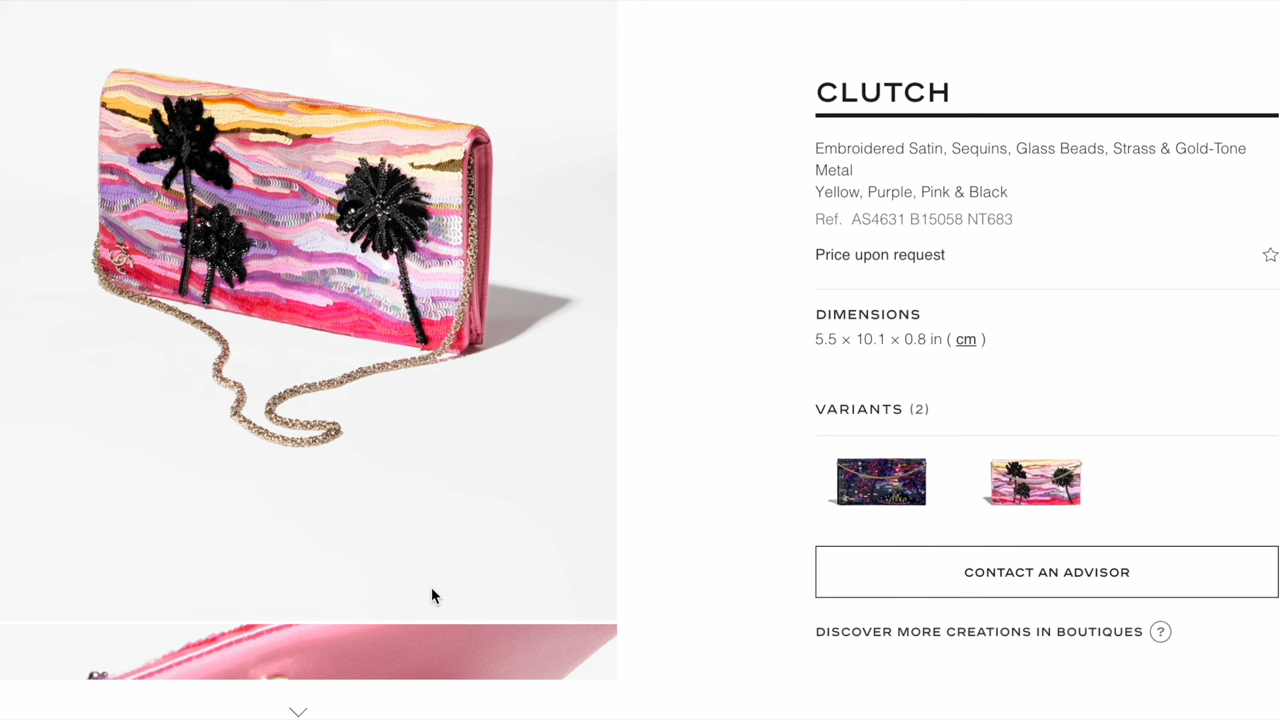 CLUTCH
Embroidered Satin, Sequins, Glass Beads, Strass & Gold-Tone
Metal
Yellow, Purple, Pink & Black
Ref. AS4631 B15058 NT683
Price upon request
DIMENSIONS
5.5 × 10.1 × 0.8 in ( cm )
VARIANTS (2)
CONTACT AN ADVISOR
DISCOVER MORE CREATIONS IN BOUTIQUES ?